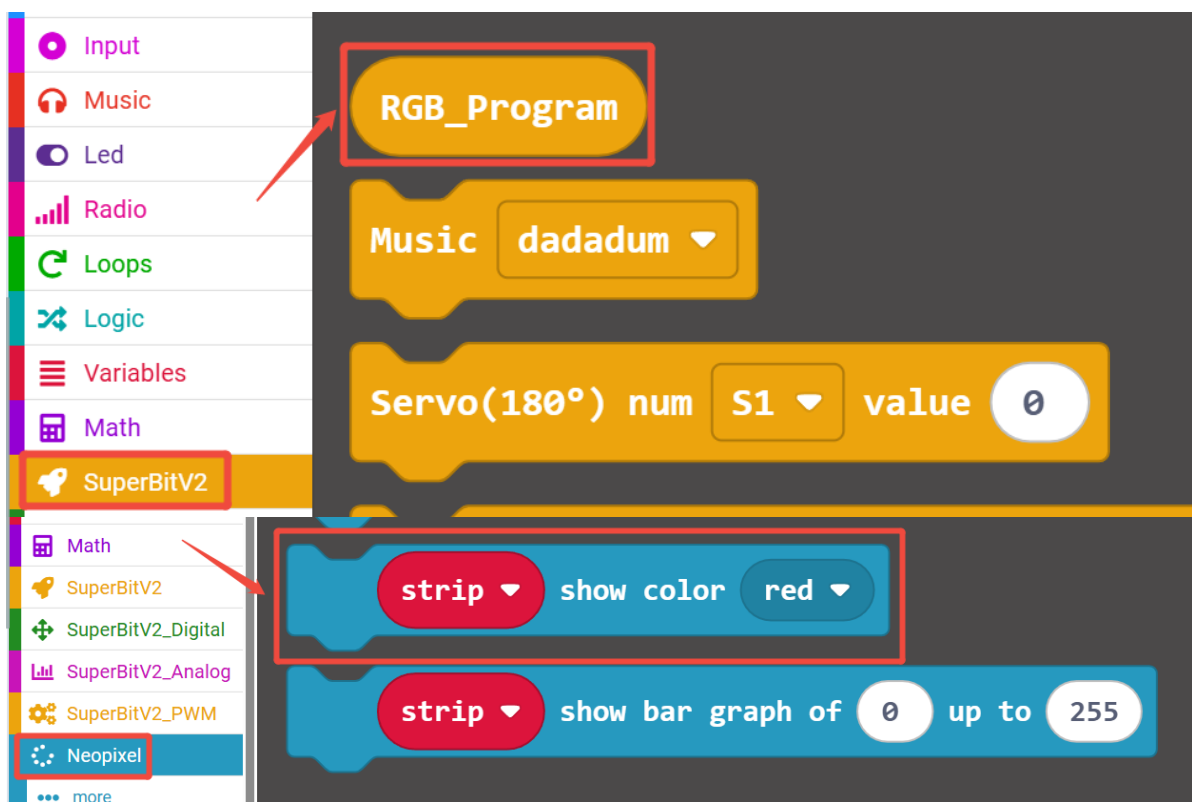 Input
Music
Led
Radio
Loops
Logic
Variables
Math
SuperBitV2
RGB_Program
Music dadadum
Servo(180°) num S1 value 0
Math
SuperBitV2
SuperBitV2_Digital
SuperBitV2_Analog
SuperBitV2_PWM
Neopixel
more
strip show color red
strip show bar graph of 0 up to 255